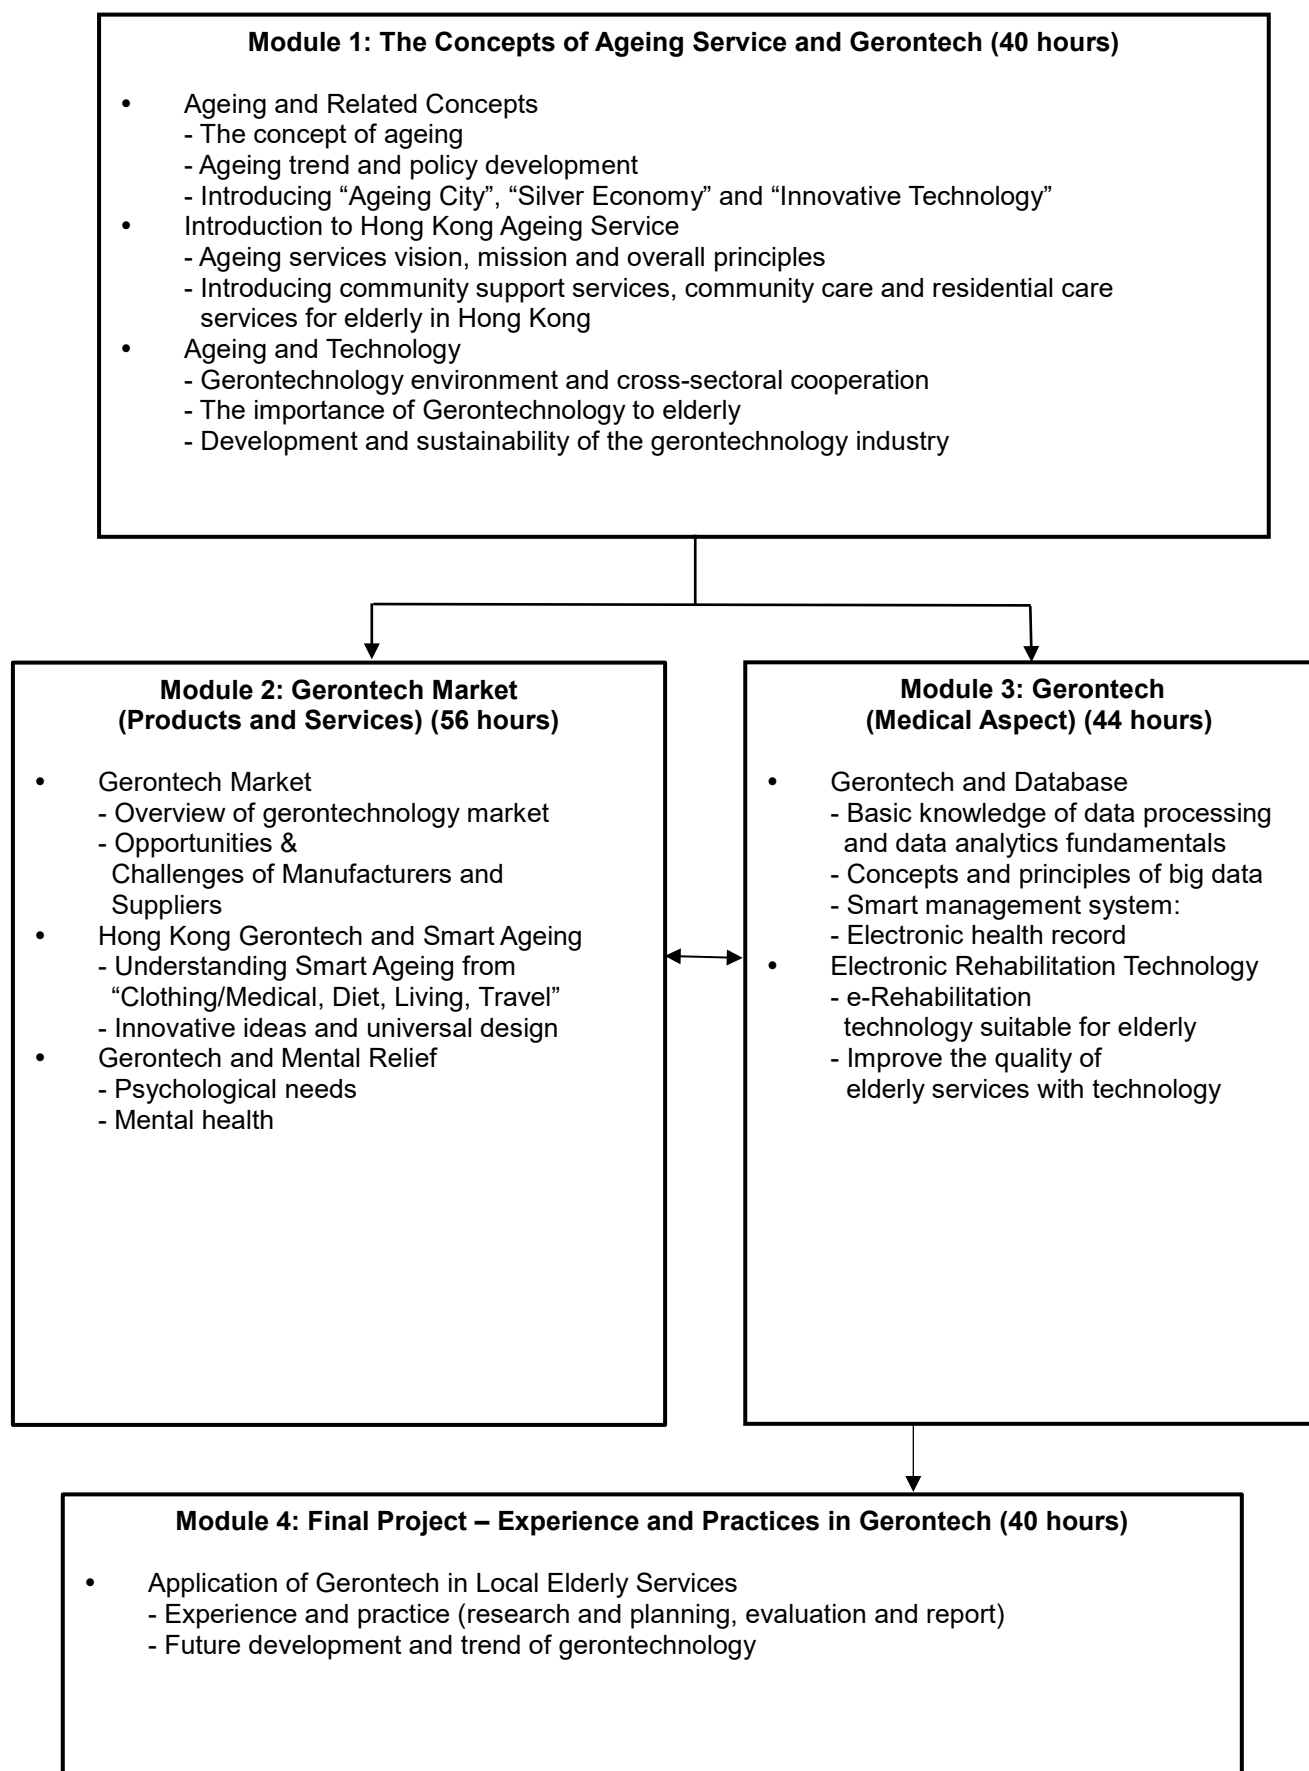 Module 1: The Concepts of Ageing Service and Gerontech (40 hours)
• Ageing and Related Concepts
- The concept of ageing
- Ageing trend and policy development
- Introducing “Ageing City”, “Silver Economy” and “Innovative Technology”
• Introduction to Hong Kong Ageing Service
- Ageing services vision, mission and overall principles
- Introducing community support services, community care and residential care
services for elderly in Hong Kong
• Ageing and Technology
- Gerontechnology environment and cross-sectoral cooperation
- The importance of Gerontechnology to elderly
- Development and sustainability of the gerontechnology industry
Module 2: Gerontech Market
(Products and Services) (56 hours)
• Gerontech Market
- Overview of gerontechnology market
- Opportunities &
Challenges of Manufacturers and
Suppliers
• Hong Kong Gerontech and Smart Ageing
- Understanding Smart Ageing from
“Clothing/Medical, Diet, Living, Travel”
- Innovative ideas and universal design
• Gerontech and Mental Relief
- Psychological needs
- Mental health
Module 3: Gerontech
(Medical Aspect) (44 hours)
• Gerontech and Database
- Basic knowledge of data processing
and data analytics fundamentals
- Concepts and principles of big data
- Smart management system:
- Electronic health record
• Electronic Rehabilitation Technology
- e-Rehabilitation
technology suitable for elderly
- Improve the quality of
elderly services with technology
Module 4: Final Project – Experience and Practices in Gerontech (40 hours)
• Application of Gerontech in Local Elderly Services
- Experience and practice (research and planning, evaluation and report)
- Future development and trend of gerontechnology